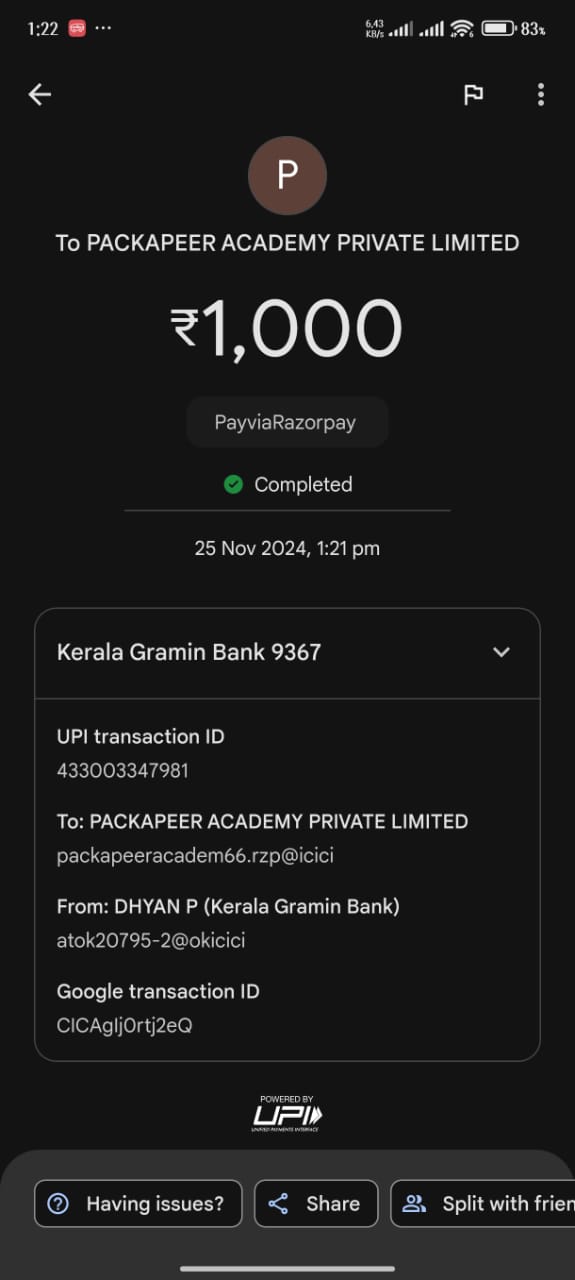 1:22
6,43
KB/s
83%
P
To PACKAPEER ACADEMY PRIVATE LIMITED
₹1,000
PayviaRazorpay
Completed
25 Nov 2024, 1:21 pm
Kerala Gramin Bank 9367
UPI transaction ID
433003347981
To: PACKAPEER ACADEMY PRIVATE LIMITED
packapeeracadem66.rzp@icici
From: DHYAN P (Kerala Gramin Bank)
atok20795-2@okicici
Google transaction ID
CICAgIj0rtj2eQ
POWERED BY
UPI
UNIFIED PAYMENTS INTERFACE
Having issues?
Share
Split with frien